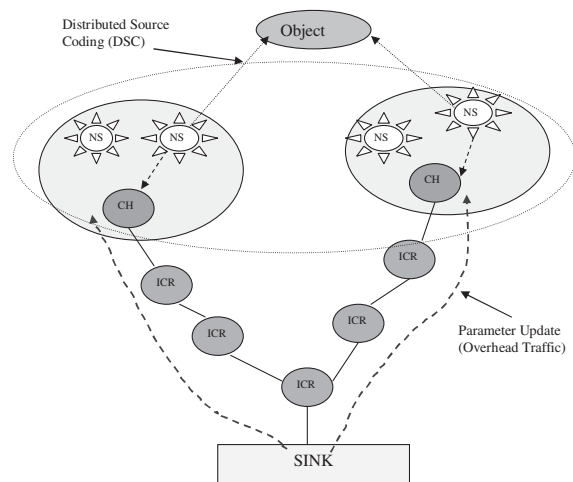 Distributed Source
Coding (DSC)
Object
NS
NS
NS
NS
CH
CH
ICR
ICR
ICR
ICR
ICR
Parameter Update
(Overhead Traffic)
SINK